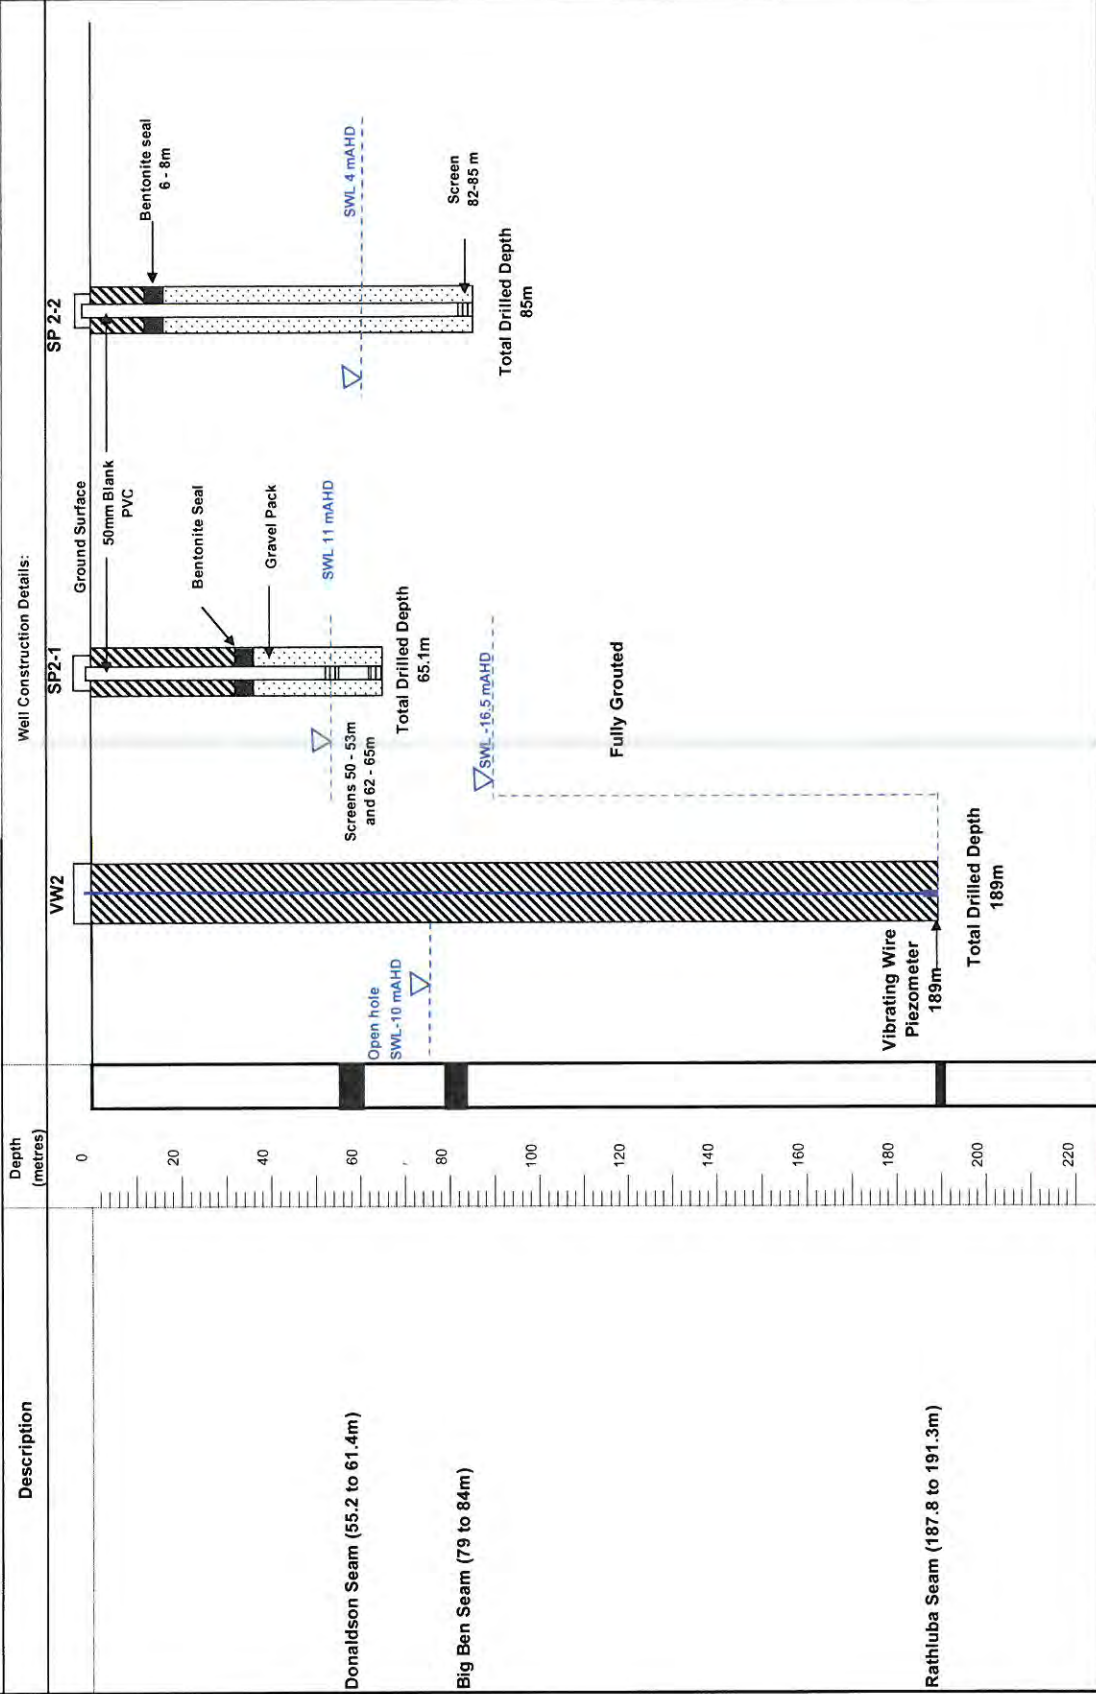 Description
Depth
(metres)
Well Construction Details:
VW2
SP2-1
SP 2-2
Ground Surface
0
20
40
60
80
100
120
140
160
180
200
220
50mm Blank
PVC
Bentonite seal
6 - 8m
Bentonite Seal
Gravel Pack
SWL 11 mAHD
SWL 4 mAHD
Screen
82-85 m
Screens 50 - 53m
and 62 - 65m
Total Drilled Depth
65.1m
Total Drilled Depth
85m
Open hole
SWL-10 mAHD
SWL -16.5 mAHD
Fully Grouted
Vibrating Wire
Piezometer
189m
Total Drilled Depth
189m
Donaldson Seam (55.2 to 61.4m)
Big Ben Seam (79 to 84m)
Rathluba Seam (187.8 to 191.3m)